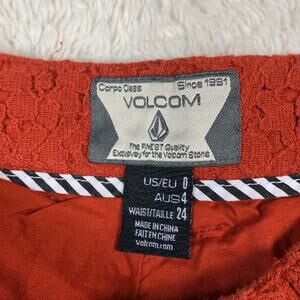 Corpo Class Since 1991
VOLCOM
The FINEST Quality
Exclusively for the Volcom Stone
US/EU 0
AUS 4
WAIST/TAILLE 24
MADE IN CHINA
FAIT EN CHINE
volcom.com